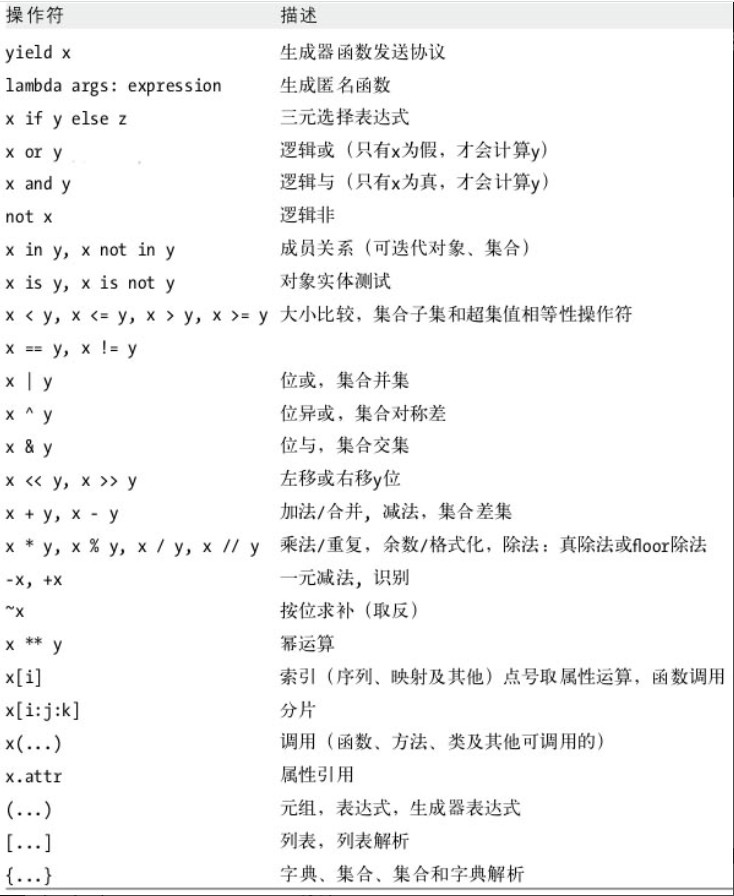 操作符 描述
yield x 生成器函数发送协议
lambda args: expression 生成匿名函数
x if y else z 三元选择表达式
x or y 逻辑或（只有x为假，才会计算y）
x and y 逻辑与（只有x为真，才会计算y）
not x 逻辑非
x in y, x not in y 成员关系（可迭代对象、集合）
x is y, x is not y 对象实体测试
x < y, x <= y, x > y, x >= y 大小比较，集合子集和超集值相等性操作符
x == y, x != y
x | y 位或，集合并集
x ^ y 位异或，集合对称差
x & y 位与，集合交集
x << y, x >> y 左移或右移y位
x + y, x - y 加法/合并，减法，集合差集
x * y, x % y, x / y, x // y 乘法/重复，余数/格式化，除法：真除法或floor除法
-x, +x 一元减法，识别
~x 按位求补（取反）
x ** y 幂运算
x[i] 索引（序列、映射及其他）点号取属性运算，函数调用
x[i:j:k] 分片
x(...) 调用（函数、方法、类及其他可调用的）
x.attr 属性引用
(...) 元组，表达式，生成器表达式
[...] 列表，列表解析
{...} 字典、集合、集合和字典解析